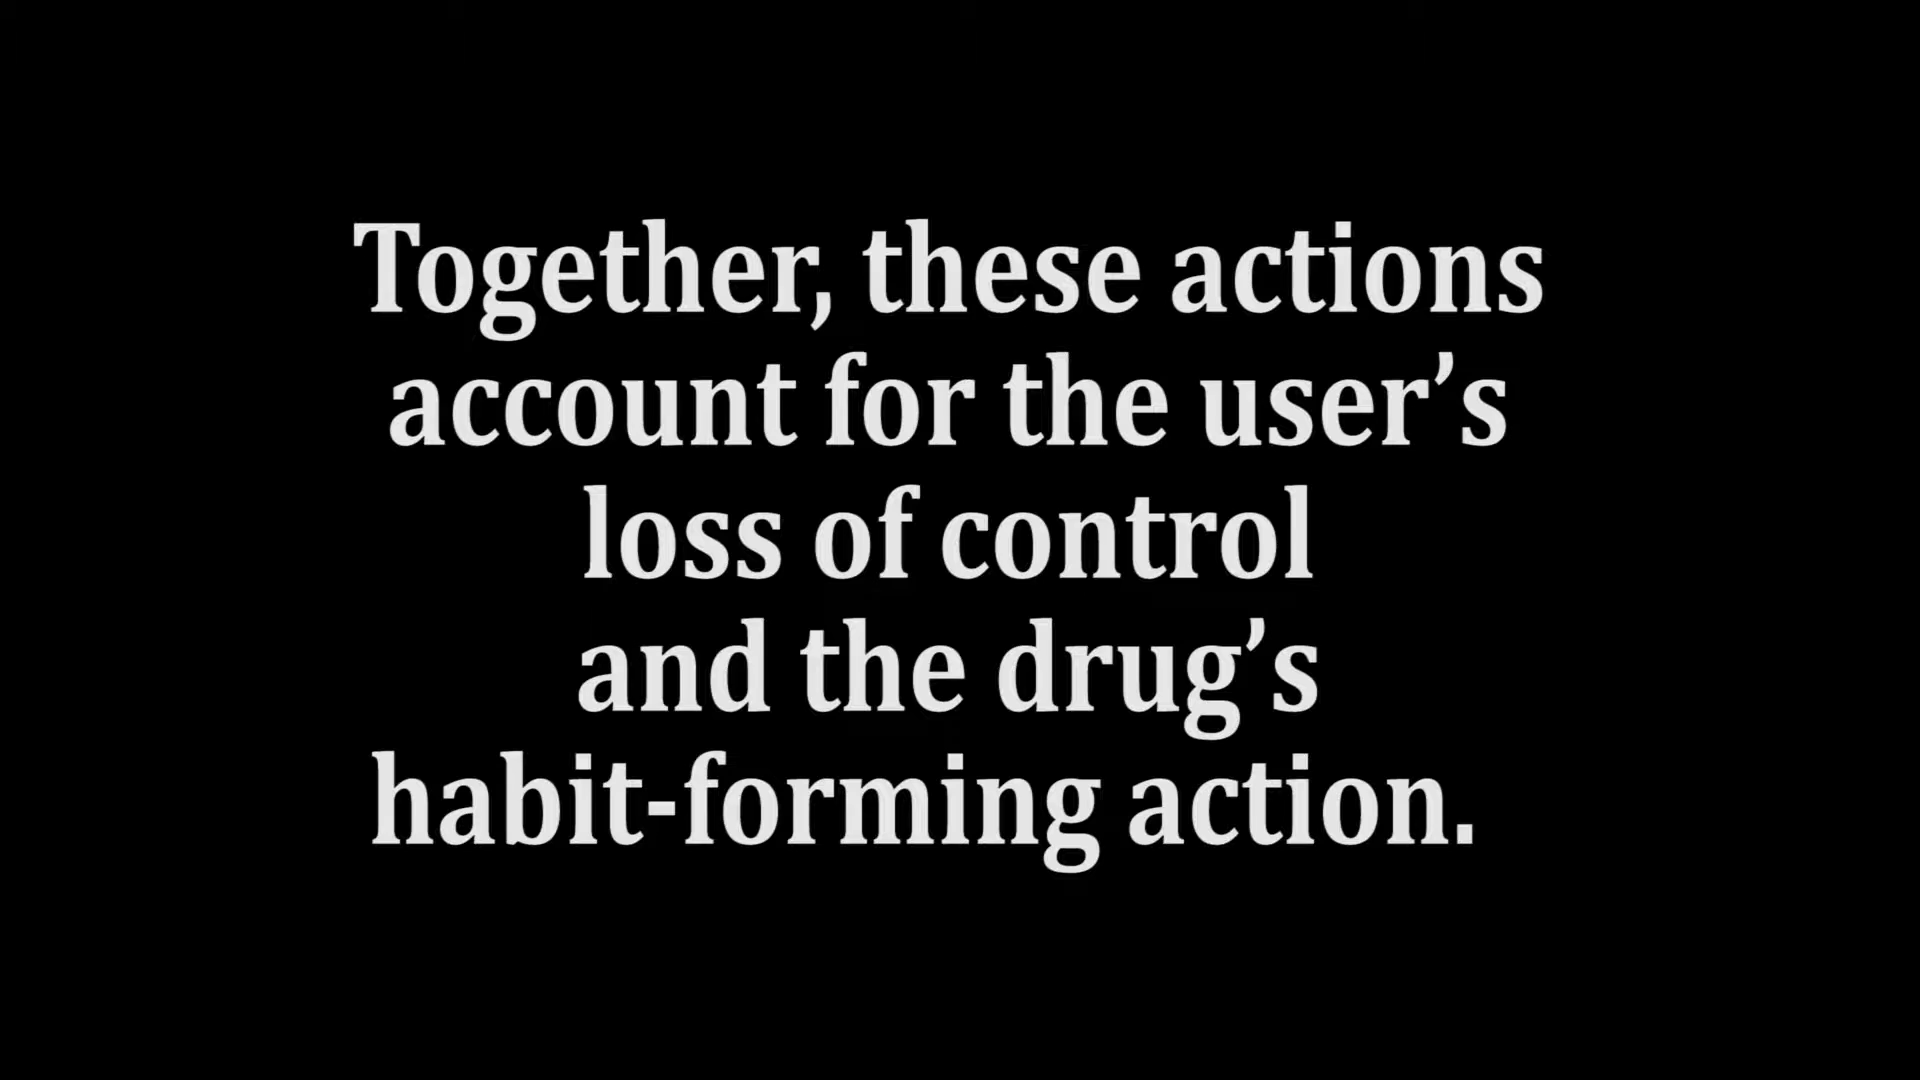 Together, these actions
account for the user’s
loss of control
and the drug’s
habit-forming action.